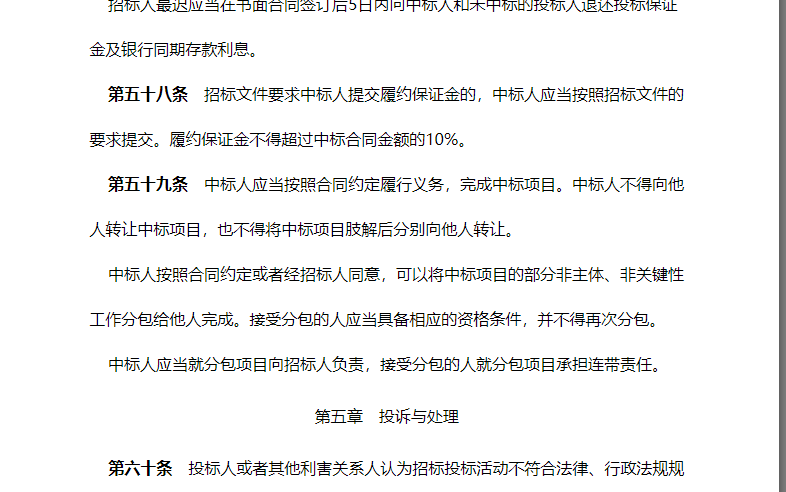 招标人最迟应当在书面合同签订后5日内向中标人和未中标的投标人退还投标保证
金及银行同期存款利息。
第五十八条　招标文件要求中标人提交履约保证金的，中标人应当按照招标文件的
要求提交。履约保证金不得超过中标合同金额的10%。
第五十九条　中标人应当按照合同约定履行义务，完成中标项目。中标人不得向他
人转让中标项目，也不得将中标项目肢解后分别向他人转让。
中标人按照合同约定或者经招标人同意，可以将中标项目的部分非主体、非关键性
工作分包给他人完成。接受分包的人应当具备相应的资格条件，并不得再次分包。
中标人应当就分包项目向招标人负责，接受分包的人就分包项目承担连带责任。
第五章　投诉与处理
第六十条　投标人或者其他利害关系人认为招标投标活动不符合法律、行政法规规